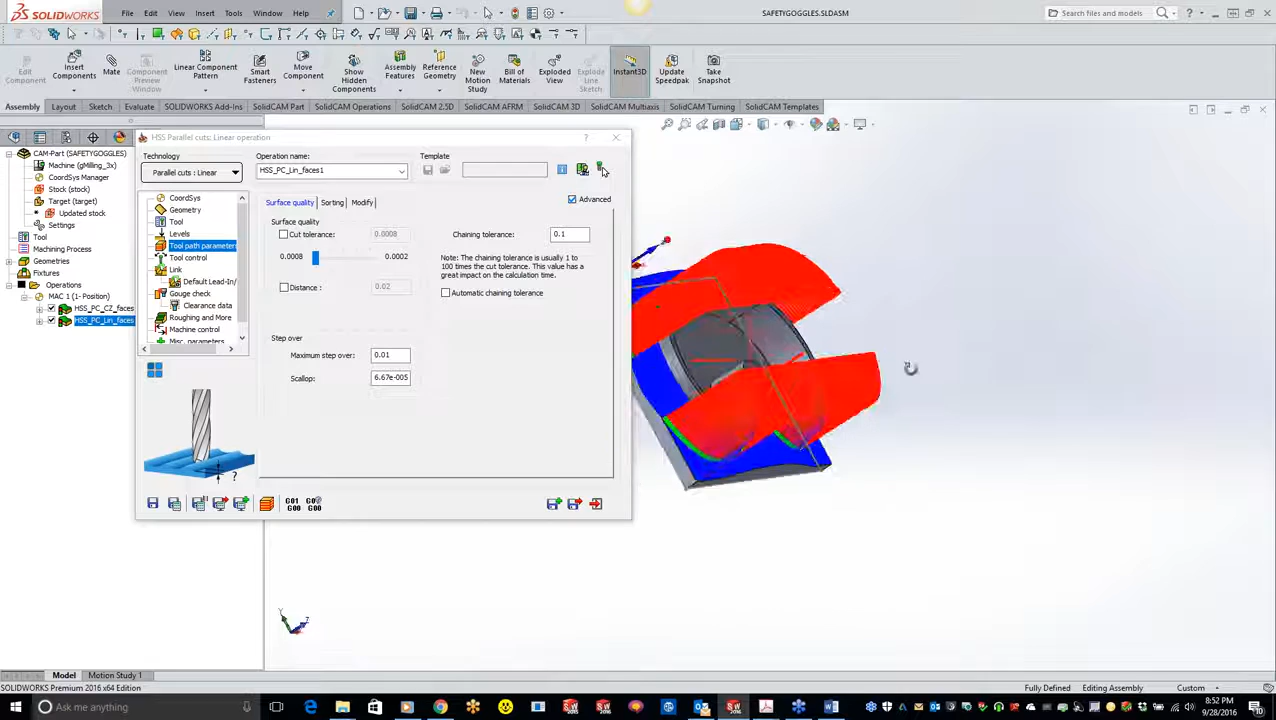 SOLIDWORKS File Edit View Insert Tools Window Help SAFETYGOGGLES.SLDASM Search files and models
Edit Component
Insert Components
Mate
Component Preview Window
Linear Component Pattern
Smart Fasteners
Move Component
Show Hidden Components
Assembly Features
Reference Geometry
New Motion Study
Bill of Materials
Exploded View
Explode Line Sketch
Instant3D
Update Speedpak
Take Snapshot
Assembly Layout Sketch Evaluate SOLIDWORKS Add-Ins SolidCAM Part SolidCAM Operations SolidCAM 2.5D SolidCAM AFRM SolidCAM 3D SolidCAM Multiaxis SolidCAM Turning SolidCAM Templates
CAM-Part (SAFETYGOGGLES)
Machine (gMilling_3x)
CoordSys Manager
Stock (stock)
Target (target)
Updated stock
Settings
Tool
Machining Process
Geometries
Fixtures
Operations
MAC 1 (1- Position)
HSS_PC_CZ_faces
HSS_PC_Lin_faces
HSS Parallel cuts: Linear operation
Technology
Parallel cuts : Linear
Operation name:
HSS_PC_Lin_faces1
Template
CoordSys
Geometry
Tool
Levels
Tool path parameters
Tool control
Link
Default Lead-In/
Gouge check
Clearance data
Roughing and More
Machine control
Misc. parameters
Surface quality Sorting Modify
Advanced
Surface quality
Cut tolerance: 0.0008
0.0008 0.0002
Distance : 0.02
Chaining tolerance: 0.1
Note: The chaining tolerance is usually 1 to
100 times the cut tolerance. This value has a
great impact on the calculation time.
Automatic chaining tolerance
Step over
Maximum step over: 0.01
Scallop: 6.67e-005
?
G01 G00
G00
Model Motion Study 1
SOLIDWORKS Premium 2016 x64 Edition Fully Defined Editing Assembly Custom
Ask me anything
8:52 PM
9/28/2016